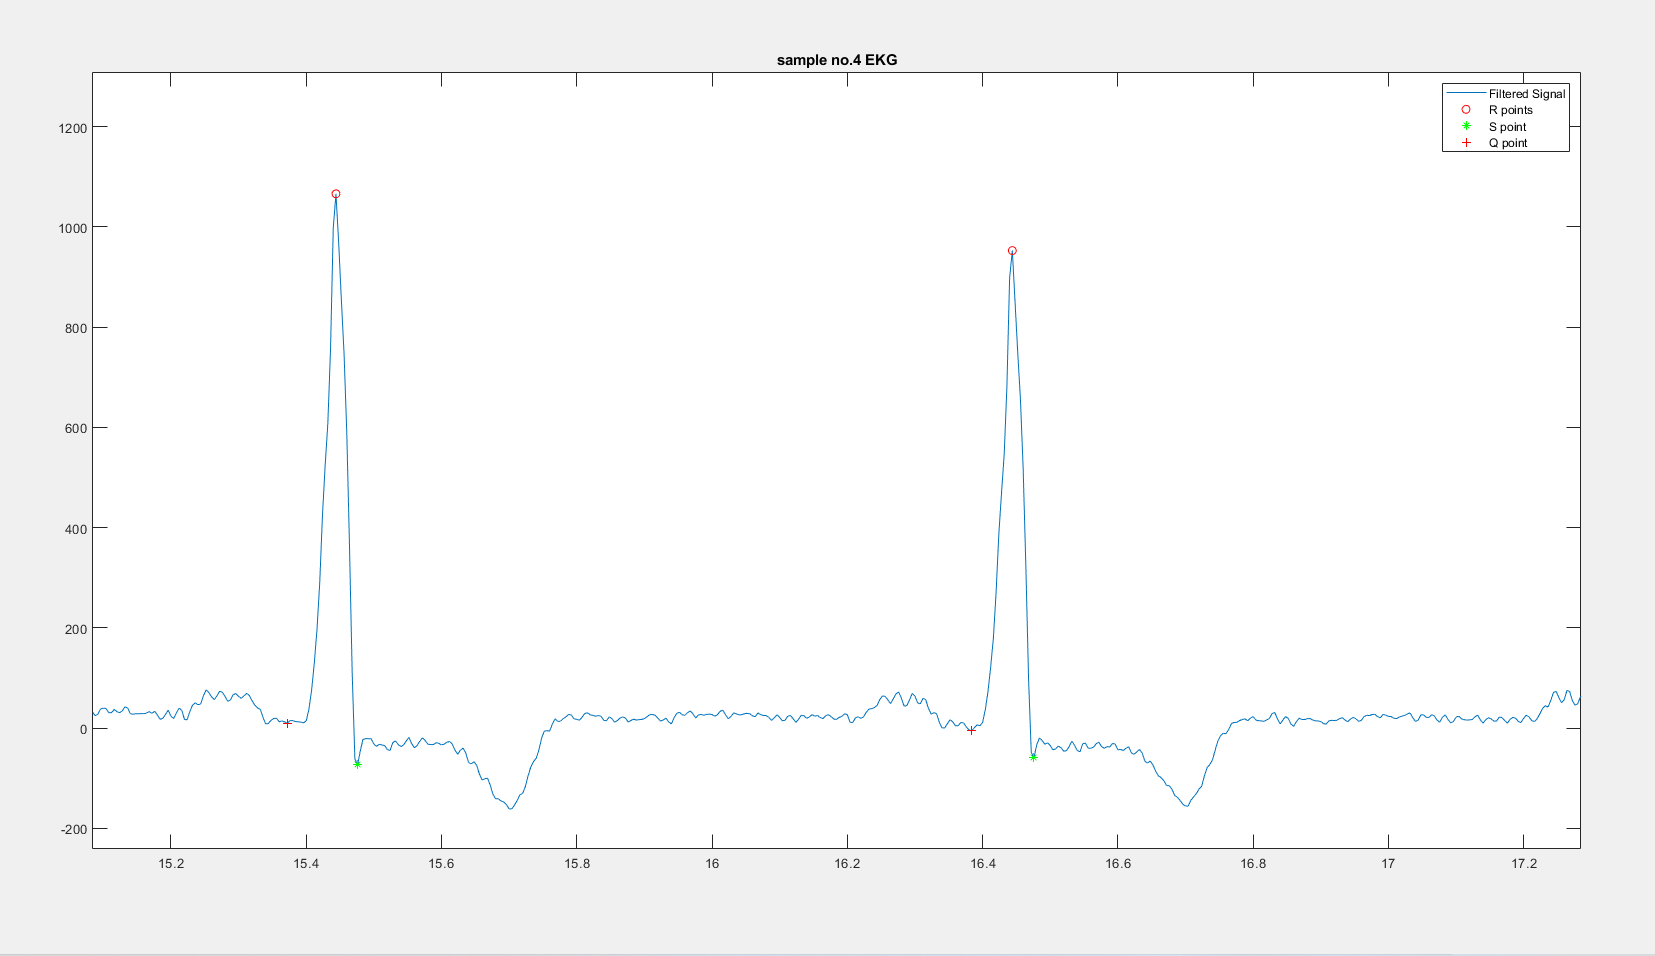 sample no.4 EKG
Filtered Signal
R points
S point
Q point
1200
1000
800
600
400
200
0
-200
15.2 15.4 15.6 15.8 16 16.2 16.4 16.6 16.8 17 17.2